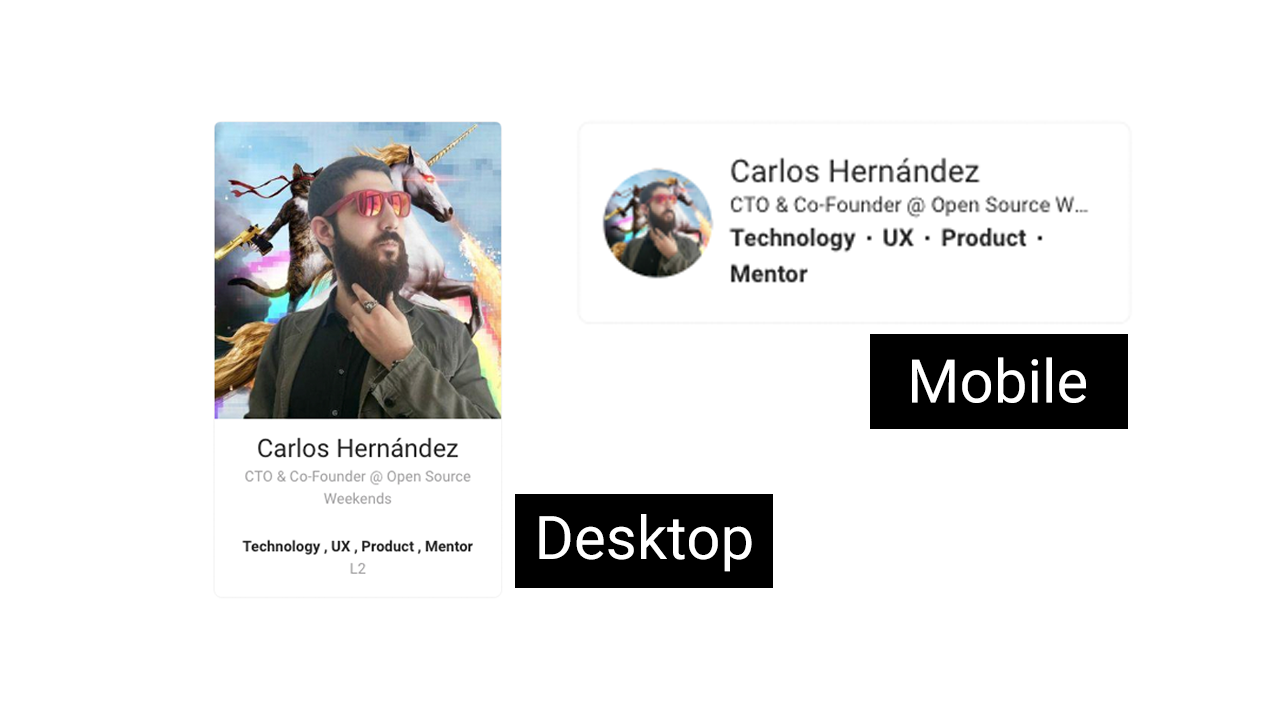 Carlos Hernández
CTO & Co-Founder @ Open Source
Weekends
Technology , UX , Product , Mentor
L2
Desktop
Carlos Hernández
CTO & Co-Founder @ Open Source W...
Technology · UX · Product ·
Mentor
Mobile